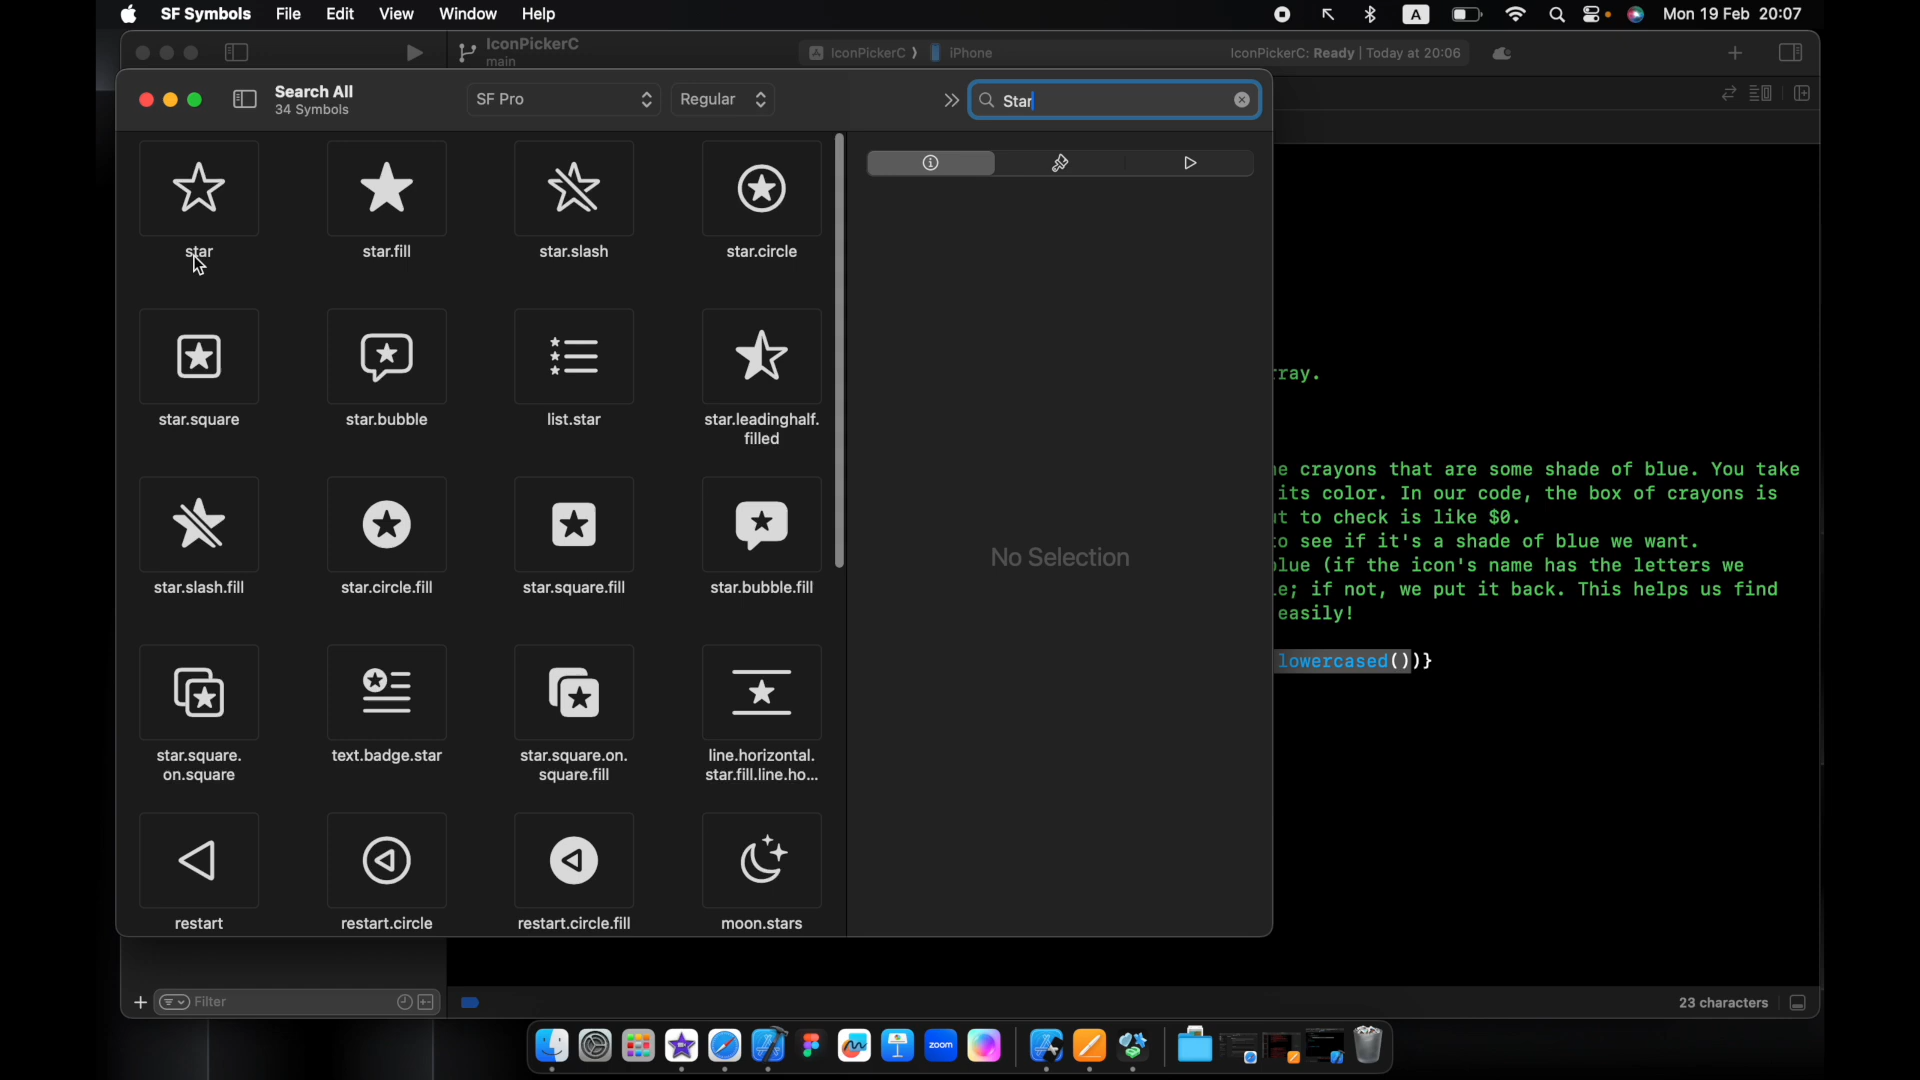 SF Symbols File Edit View Window Help
A
Mon 19 Feb 20:07
IconPickerC
main
IconPickerC ⟩ iPhone
IconPickerC: Ready | Today at 20:06
Search All
34 Symbols
SF Pro
Regular
Star
star
star.fill
star.slash
star.circle
star.square
star.bubble
list.star
star.leadinghalf.
filled
star.slash.fill
star.circle.fill
star.square.fill
star.bubble.fill
star.square.
on.square
text.badge.star
star.square.on.
square.fill
line.horizontal.
star.fill.line.ho...
restart
restart.circle
restart.circle.fill
moon.stars
No Selection
ray.
e crayons that are some shade of blue. You take
its color. In our code, the box of crayons is
t to check is like $0.
o see if it's a shade of blue we want.
lue (if the icon's name has the letters we
e; if not, we put it back. This helps us find
easily!
lowercased())}
Filter
23 characters
zoom